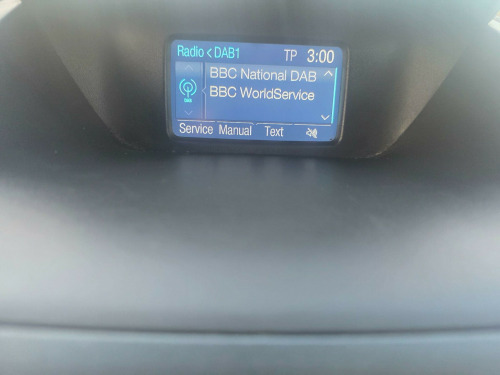 Radio < DAB1 TP 3:00
BBC National DAB
BBC WorldService
DAB
Service Manual Text